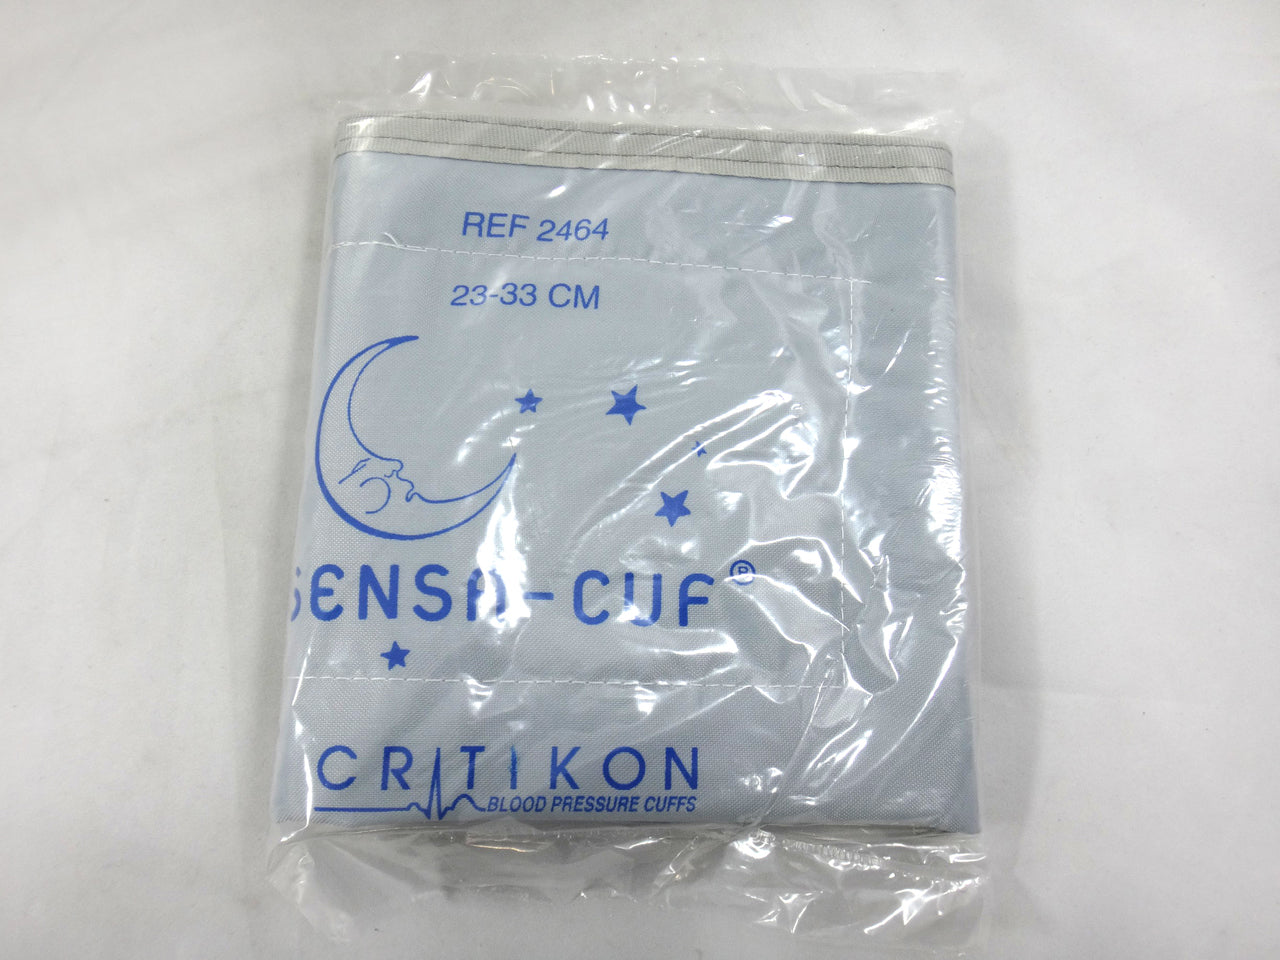 REF 2464
23-33 CM
SENSA-CUF®
CRITIKON
BLOOD PRESSURE CUFFS